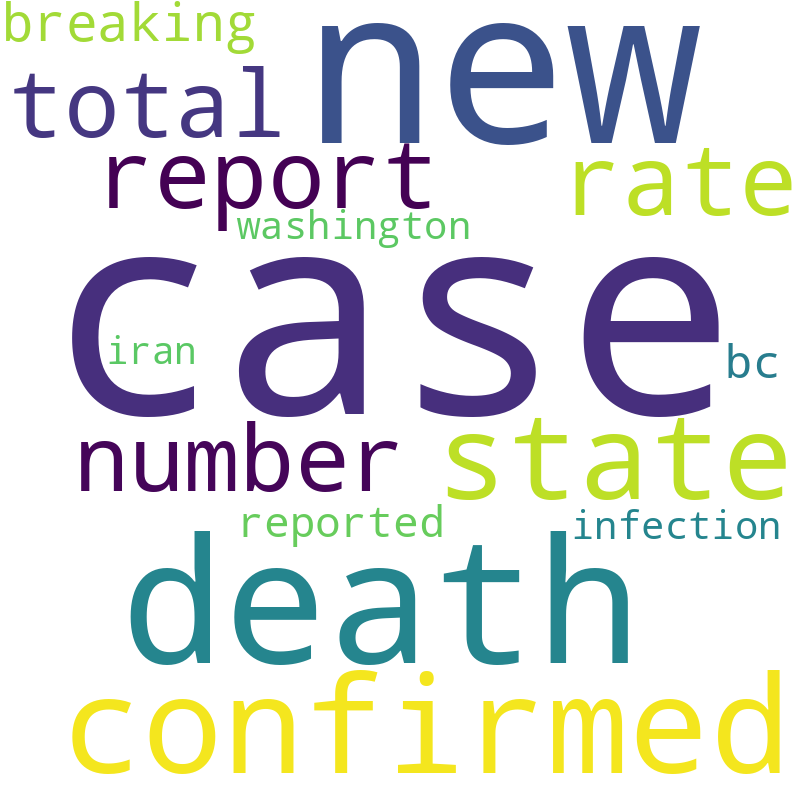 breaking
new
total
report
rate
washington
case
iran
bc
number
state
reported
infection
death
confirmed